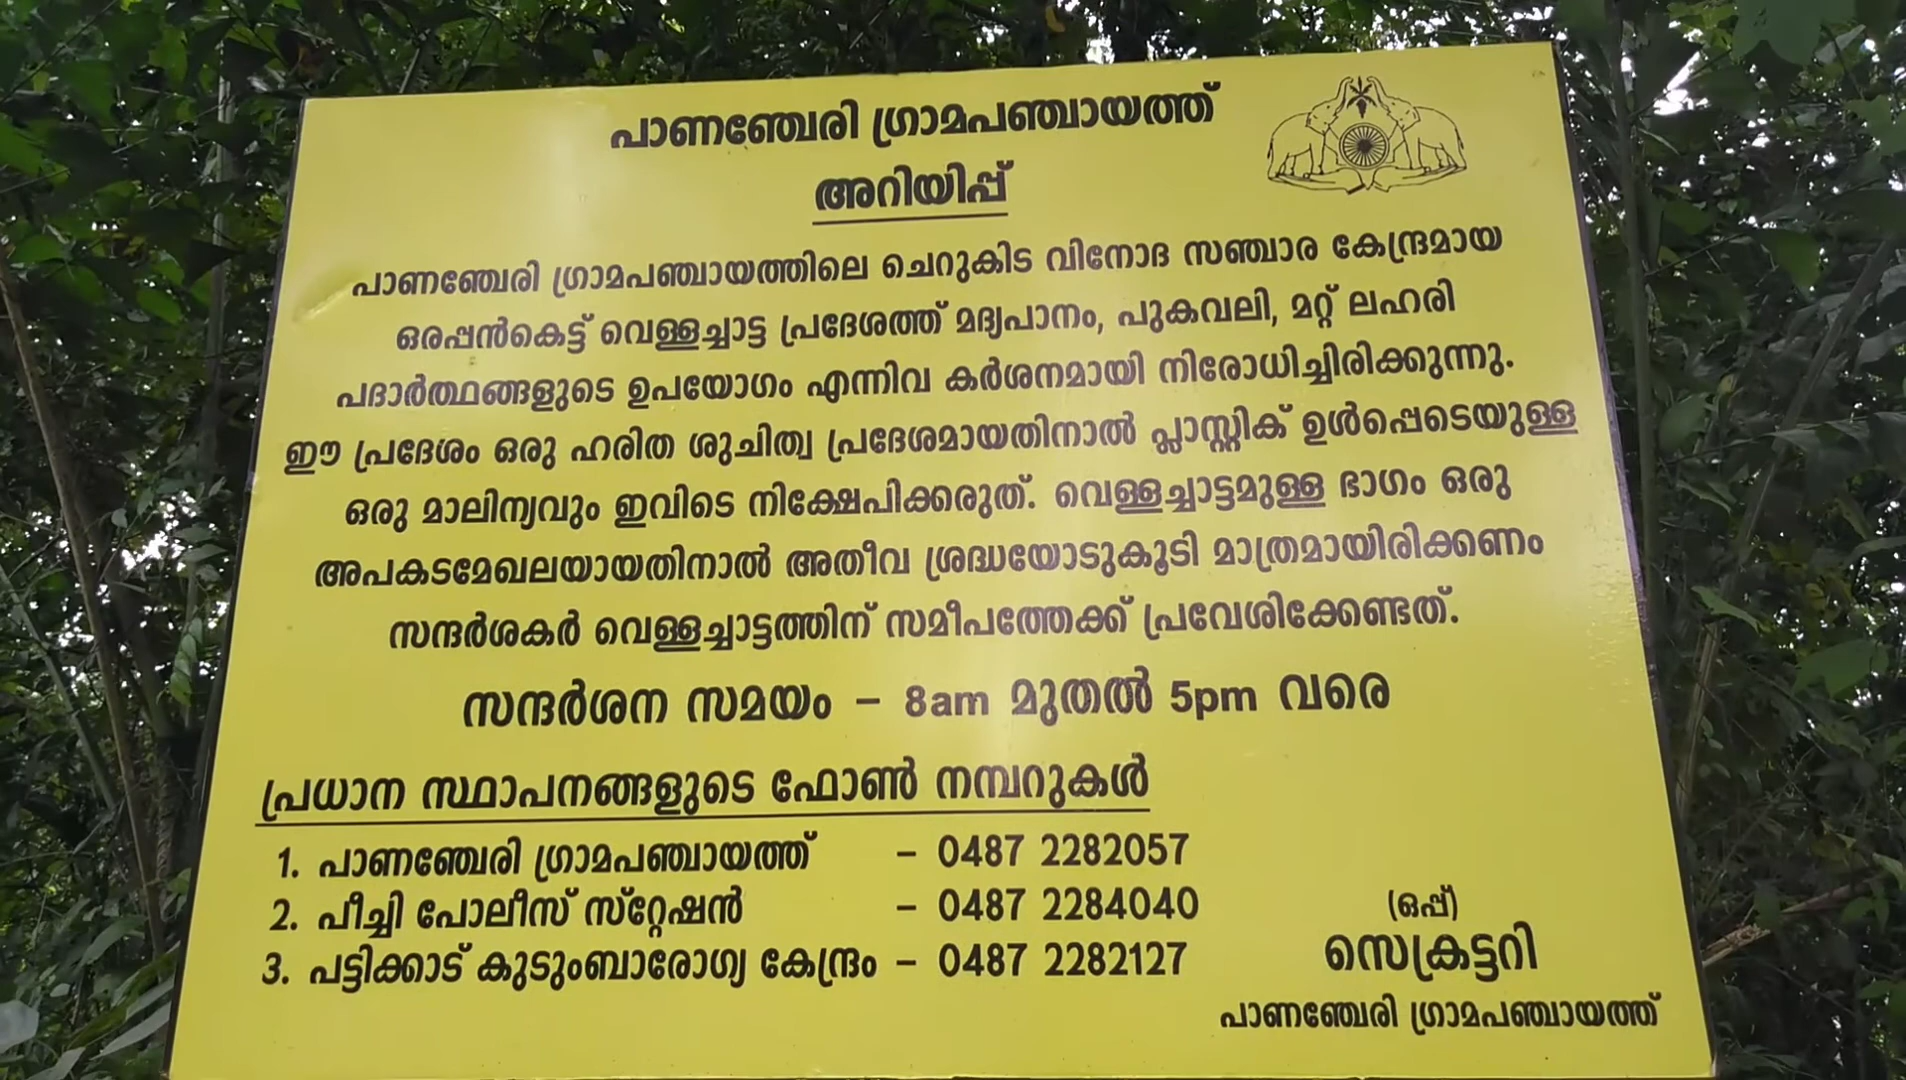 പാണഞ്ചേരി ഗ്രാമപഞ്ചായത്ത്
അറിയിപ്പ്
പാണഞ്ചേരി ഗ്രാമപഞ്ചായത്തിലെ ചെറുകിട വിനോദ സഞ്ചാര കേന്ദ്രമായ
ഒരപ്പൻകെട്ട് വെള്ളച്ചാട്ട പ്രദേശത്ത് മദ്യപാനം, പുകവലി, മറ്റ് ലഹരി
പദാർത്ഥങ്ങളുടെ ഉപയോഗം എന്നിവ കർശനമായി നിരോധിച്ചിരിക്കുന്നു.
ഈ പ്രദേശം ഒരു ഹരിത ശുചിത്വ പ്രദേശമായതിനാൽ പ്ലാസ്റ്റിക് ഉൾപ്പെടെയുള്ള
ഒരു മാലിന്യവും ഇവിടെ നിക്ഷേപിക്കരുത്. വെള്ളച്ചാട്ടമുള്ള ഭാഗം ഒരു
അപകടമേഖലയായതിനാൽ അതീവ ശ്രദ്ധയോടുകൂടി മാത്രമായിരിക്കണം
സന്ദർശകർ വെള്ളച്ചാട്ടത്തിന് സമീപത്തേക്ക് പ്രവേശിക്കേണ്ടത്.
സന്ദർശന സമയം – 8am മുതൽ 5pm വരെ
പ്രധാന സ്ഥാപനങ്ങളുടെ ഫോൺ നമ്പറുകൾ
1. പാണഞ്ചേരി ഗ്രാമപഞ്ചായത്ത് – 0487 2282057
2. പീച്ചി പോലീസ് സ്റ്റേഷൻ – 0487 2284040
3. പട്ടിക്കാട് കുടുംബാരോഗ്യ കേന്ദ്രം – 0487 2282127
(ഒപ്പ്)
സെക്രട്ടറി
പാണഞ്ചേരി ഗ്രാമപഞ്ചായത്ത്